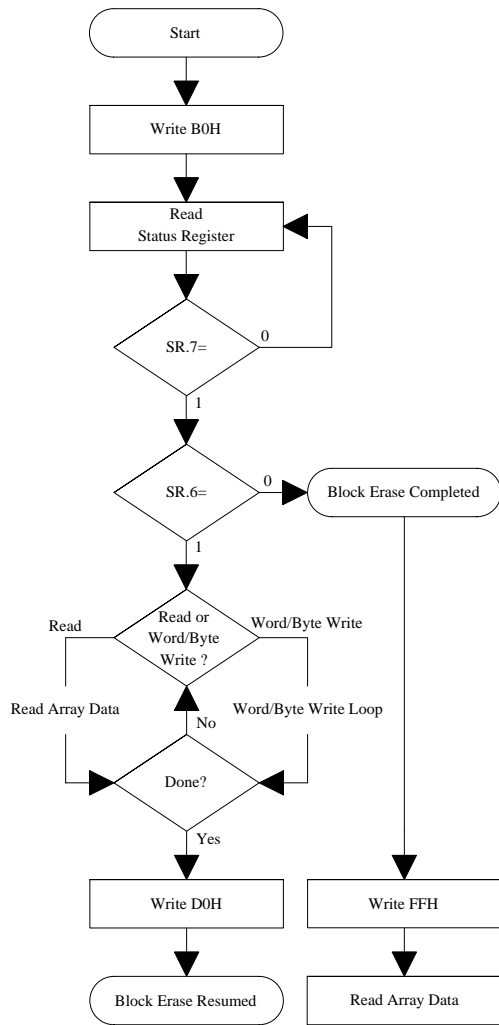 Start
Write B0H
Read
Status Register
SR.7=
0
1
SR.6=
0
Block Erase Completed
1
Read or
Word/Byte
Write ?
Read
Word/Byte Write
Read Array Data
No
Word/Byte Write Loop
Done?
Yes
Write D0H
Write FFH
Block Erase Resumed
Read Array Data